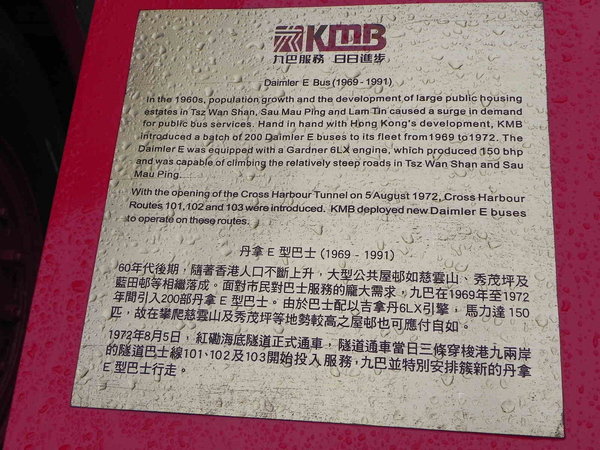 KMB
九巴服務 日日進步
Daimler E Bus (1969 -1991)
In the 1960s, population growth and the development of large public housing
estates in Tsz Wan Shan, Sau Mau Ping and Lam Tin caused a surge in demand
for public bus services. Hand in hand with Hong Kong's development, KMB
introduced a batch of 200 Daimler E buses to its fleet from 1969 to 1972. The
Daimler E was equipped with a Gardner 6LX engine, which produced 150 bhp
and was capable of climbing the relatively steep roads in Tsz Wan Shan and Sau
Mau Ping.
With the opening of the Cross Harbour Tunnel on 5 August 1972, Cross Harbour
Routes 101, 102 and 103 were introduced. KMB deployed new Daimler E buses
to operate on these routes.
丹拿 E 型巴士 (1969 - 1991)
60年代後期，隨著香港人口不斷上升，大型公共屋邨如慈雲山、秀茂坪及
藍田邨等相繼落成。面對市民對巴士服務的龐大需求，九巴在1969年至1972
年間引入200部丹拿 E 型巴士。由於巴士配以吉拿丹6LX引擎，馬力達 150
匹，故在攀爬慈雲山及秀茂坪等地勢較高之屋邨也可應付自如。
1972年8月5日，紅磡海底隧道正式通車，隧道通車當日三條穿梭港九兩岸
的隧道巴士線101、102及103開始投入服務，九巴並特別安排簇新的丹拿
E 型巴士行走。